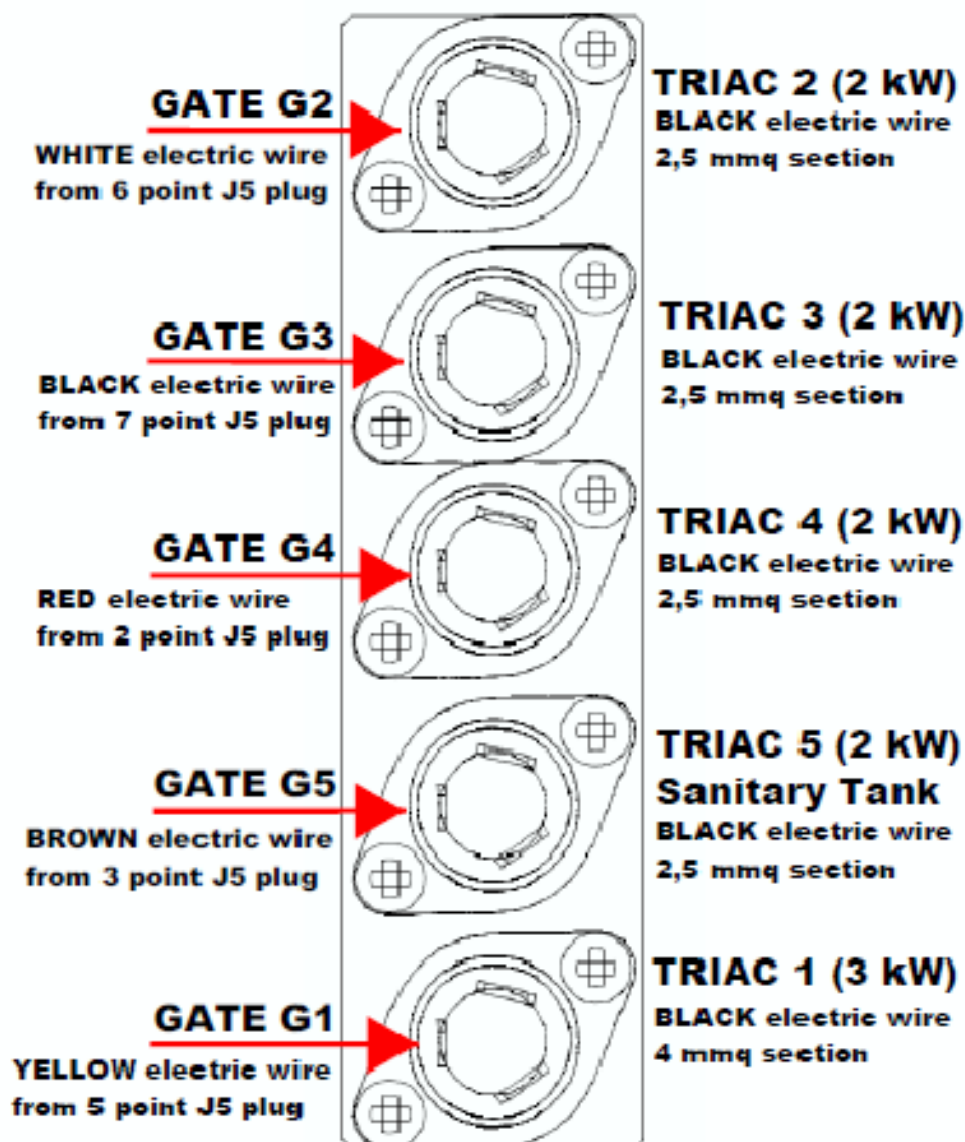 GATE G2
WHITE electric wire
from 6 point J5 plug
TRIAC 2 (2 kW)
BLACK electric wire
2,5 mmq section
GATE G3
BLACK electric wire
from 7 point J5 plug
TRIAC 3 (2 kW)
BLACK electric wire
2,5 mmq section
GATE G4
RED electric wire
from 2 point J5 plug
TRIAC 4 (2 kW)
BLACK electric wire
2,5 mmq section
GATE G5
BROWN electric wire
from 3 point J5 plug
TRIAC 5 (2 kW)
Sanitary Tank
BLACK electric wire
2,5 mmq section
GATE G1
YELLOW electric wire
from 5 point J5 plug
TRIAC 1 (3 kW)
BLACK electric wire
4 mmq section